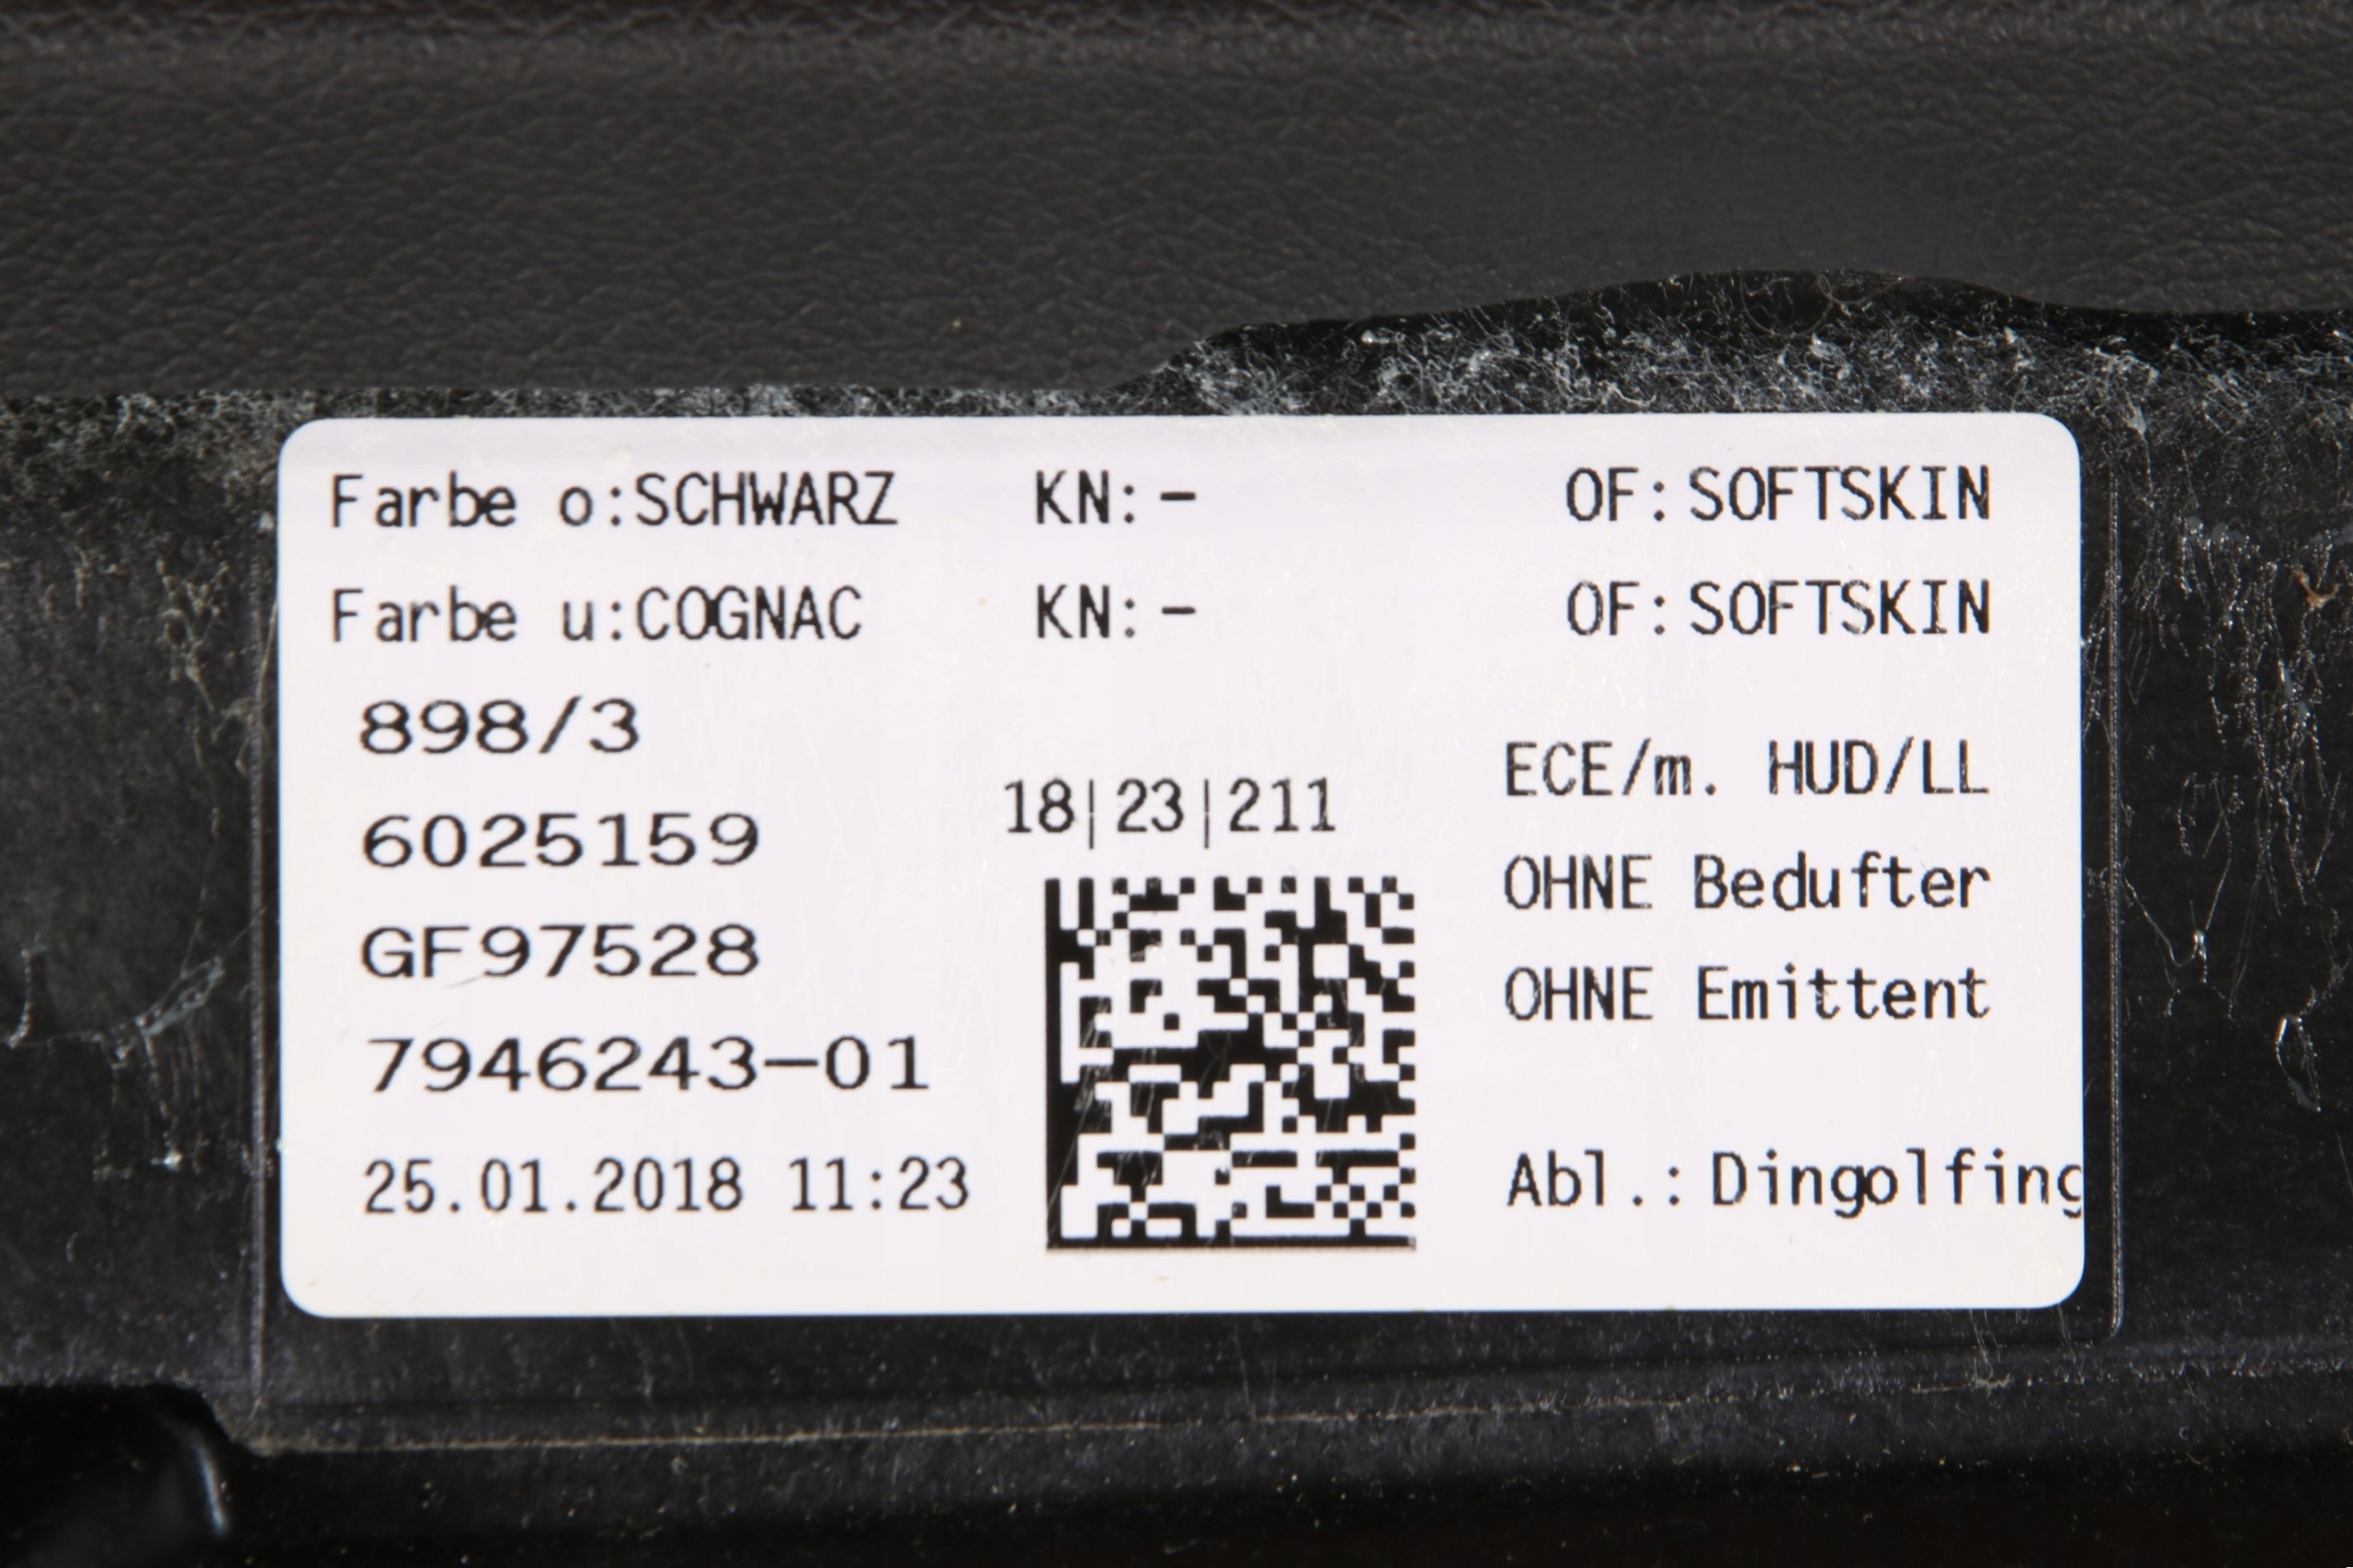 Farbe o:SCHWARZ KN:- OF:SOFTSKIN
Farbe u:COGNAC KN:- OF:SOFTSKIN
898/3
ECE/m. HUD/LL
18|23|211
6025159
OHNE Bedufter
GF97528
OHNE Emittent
7946243-01
25.01.2018 11:23
Abl.:Dingolfing